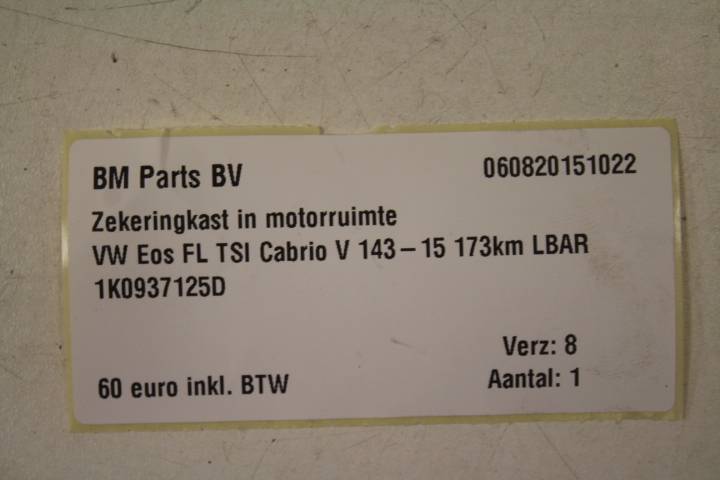 BM Parts BV 060820151022
Zekeringkast in motorruimte
VW Eos FL TSI Cabrio V 143-15 173km LBAR
1K0937125D
Verz: 8
60 euro inkl. BTW Aantal: 1